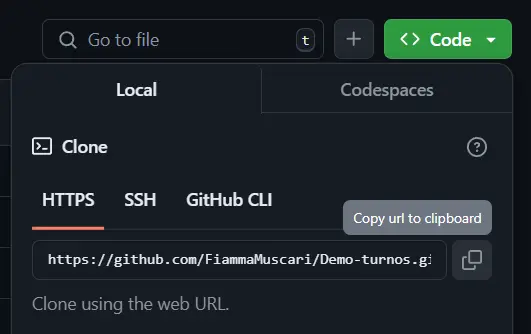 Go to file t + <> Code
Local Codespaces
Clone ?
HTTPS SSH GitHub CLI
Copy url to clipboard
https://github.com/FiammaMuscari/Demo-turnos.gi
Clone using the web URL.